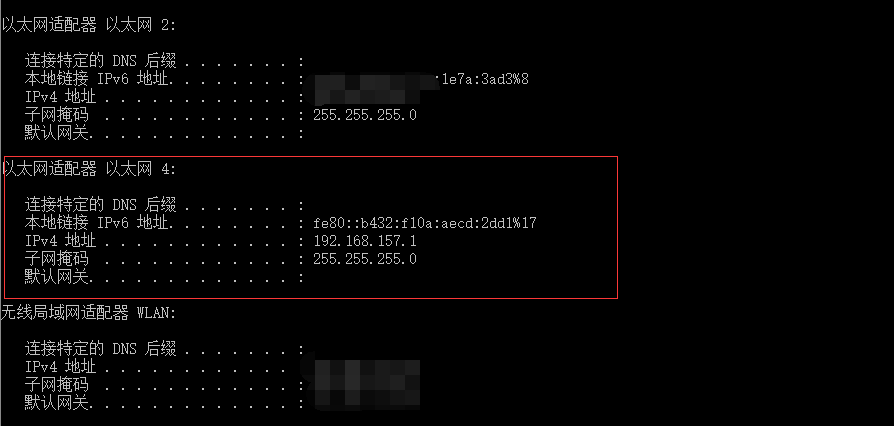 以太网适配器 以太网 2:
连接特定的 DNS 后缀 . . . . . . . :
本地链接 IPv6 地址. . . . . . . . : :1e7a:3ad3%8
IPv4 地址 . . . . . . . . . . . . :
子网掩码  . . . . . . . . . . . . : 255.255.255.0
默认网关. . . . . . . . . . . . . :
以太网适配器 以太网 4:
连接特定的 DNS 后缀 . . . . . . . :
本地链接 IPv6 地址. . . . . . . . : fe80::b432:f10a:aecd:2dd1%17
IPv4 地址 . . . . . . . . . . . . : 192.168.157.1
子网掩码  . . . . . . . . . . . . : 255.255.255.0
默认网关. . . . . . . . . . . . . :
无线局域网适配器 WLAN:
连接特定的 DNS 后缀 . . . . . . . :
IPv4 地址 . . . . . . . . . . . .
子网掩码  . . . . . . . . . . . . :
默认网关. . . . . . . . . . . . . :